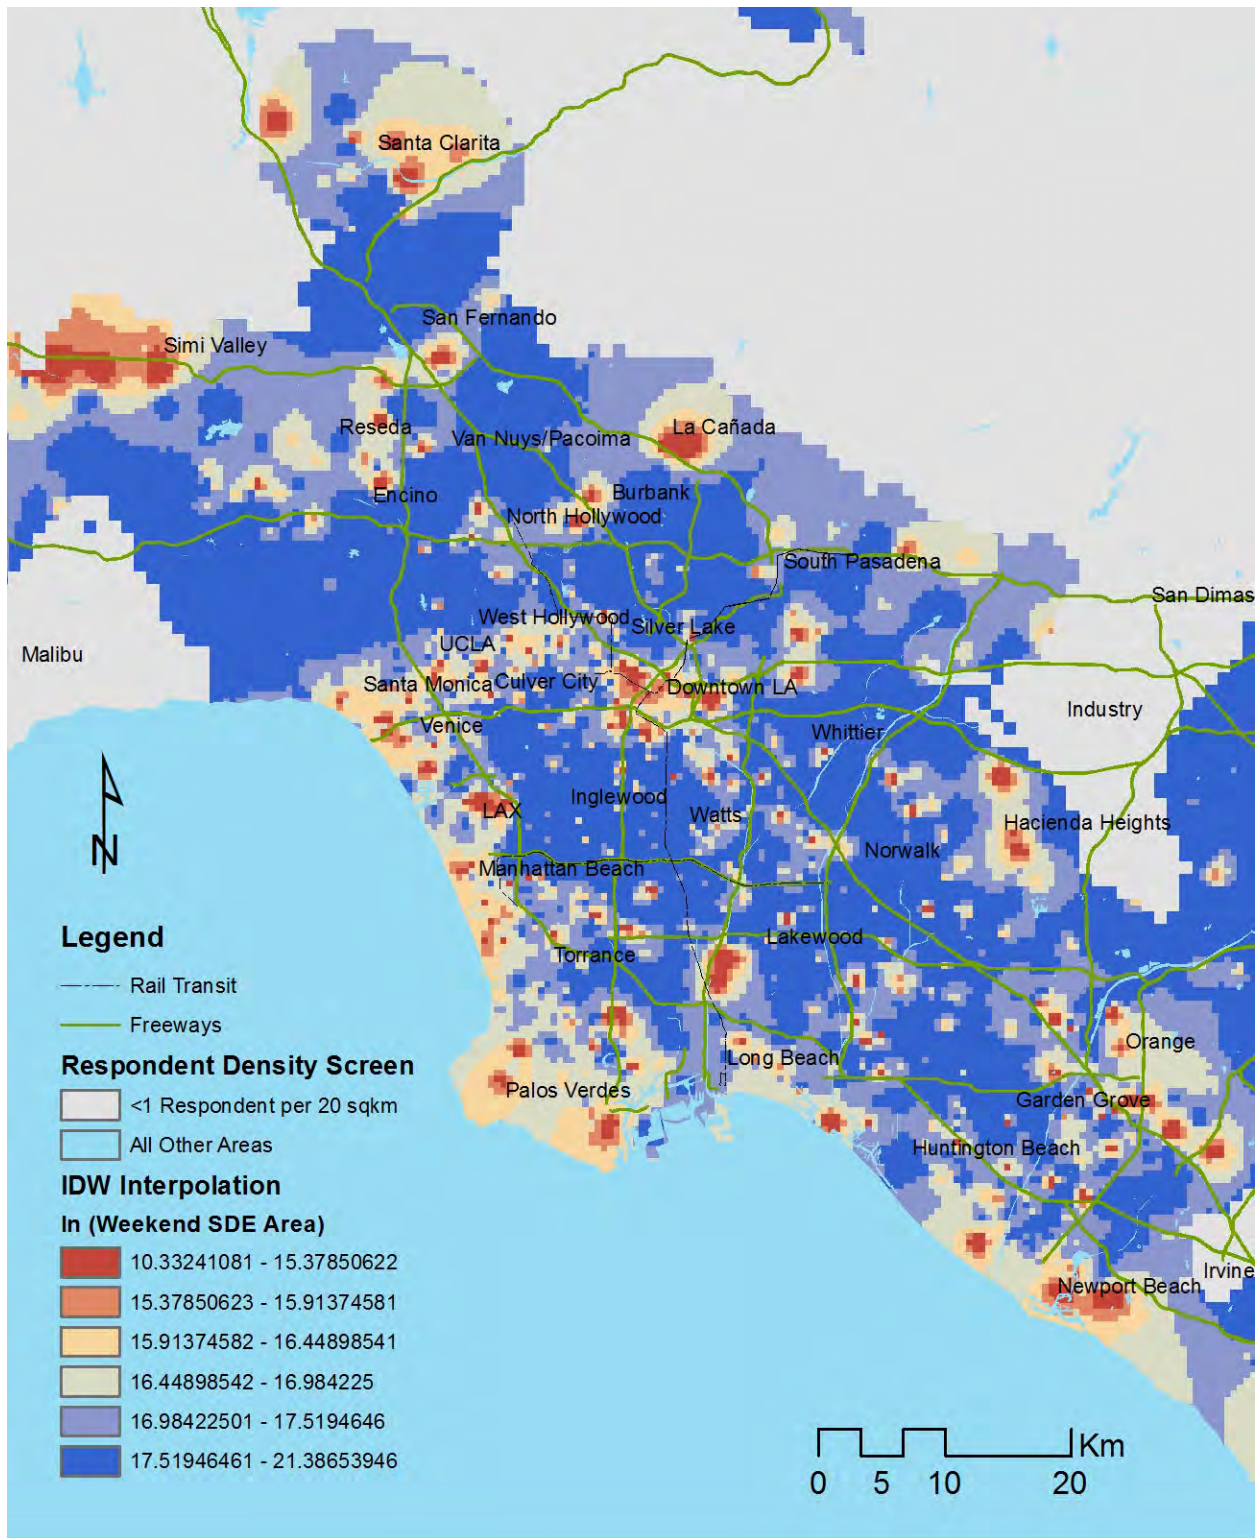 Santa Clarita
San Fernando
Simi Valley
Reseda
La Cañada
Van Nuys/Pacoima
Encino
Burbank
North Hollywood
South Pasadena
San Dimas
West Hollywood
Silver Lake
UCLA
Malibu
Santa Monica
Culver City
Downtown LA
Industry
Venice
Whittier
Inglewood
LAX
Watts
Hacienda Heights
Norwalk
Manhattan Beach
N
Lakewood
Torrance
Orange
Long Beach
Palos Verdes
Garden Grove
Huntington Beach
Irvine
Newport Beach
Legend
Rail Transit
Freeways
Respondent Density Screen
<1 Respondent per 20 sqkm
All Other Areas
IDW Interpolation
ln (Weekend SDE Area)
10.33241081 - 15.37850622
15.37850623 - 15.91374581
15.91374582 - 16.44898541
16.44898542 - 16.984225
16.98422501 - 17.5194646
17.51946461 - 21.38653946
Km
0 5 10 20